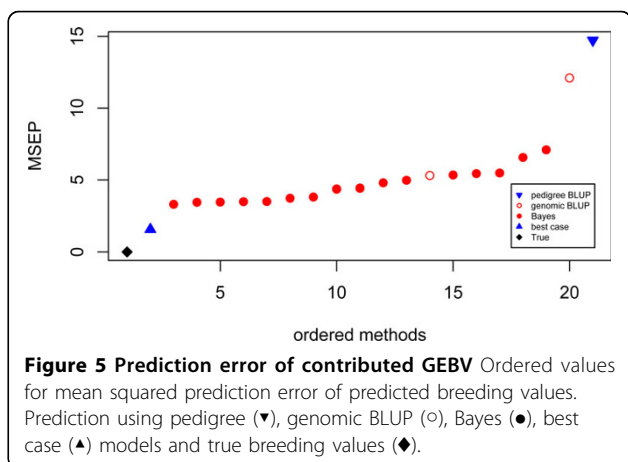 15
10
5
0
MSEP
pedigree BLUP
genomic BLUP
Bayes
best case
True
5 10 15 20
ordered methods
Figure 5 Prediction error of contributed GEBV Ordered values
for mean squared prediction error of predicted breeding values.
Prediction using pedigree (▼), genomic BLUP (○), Bayes (●), best
case (▲) models and true breeding values (◆).